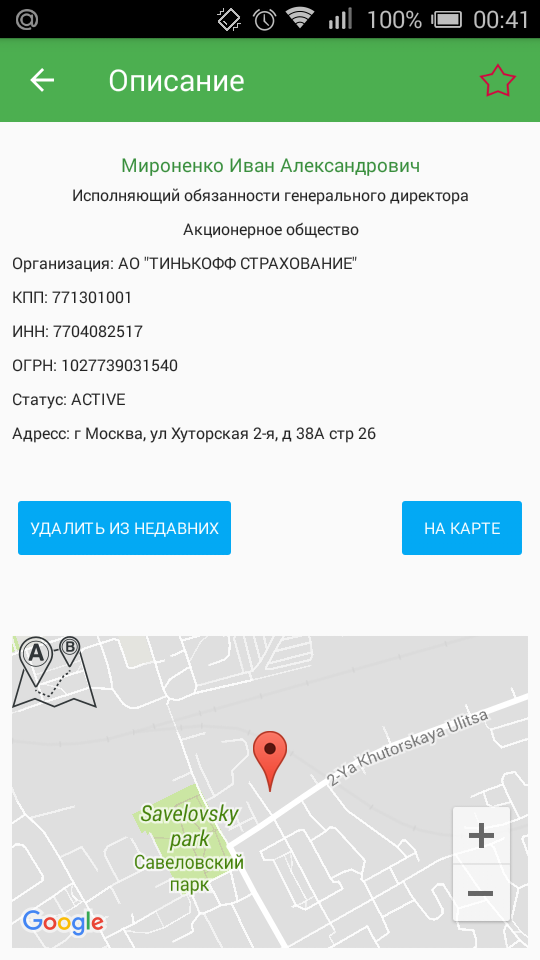 @ 100% 00:41
Описание
Мироненко Иван Александрович
Исполняющий обязанности генерального директора
Акционерное общество
Организация: АО "ТИНЬКОФФ СТРАХОВАНИЕ"
КПП: 771301001
ИНН: 7704082517
ОГРН: 1027739031540
Статус: ACTIVE
Адресс: г Москва, ул Хуторская 2-я, д 38А стр 26
УДАЛИТЬ ИЗ НЕДАВНИХ НА КАРТЕ
A B
2-Ya Khutorskaya Ulitsa
Savelovsky
park
Савеловский
парк
+
−
Google